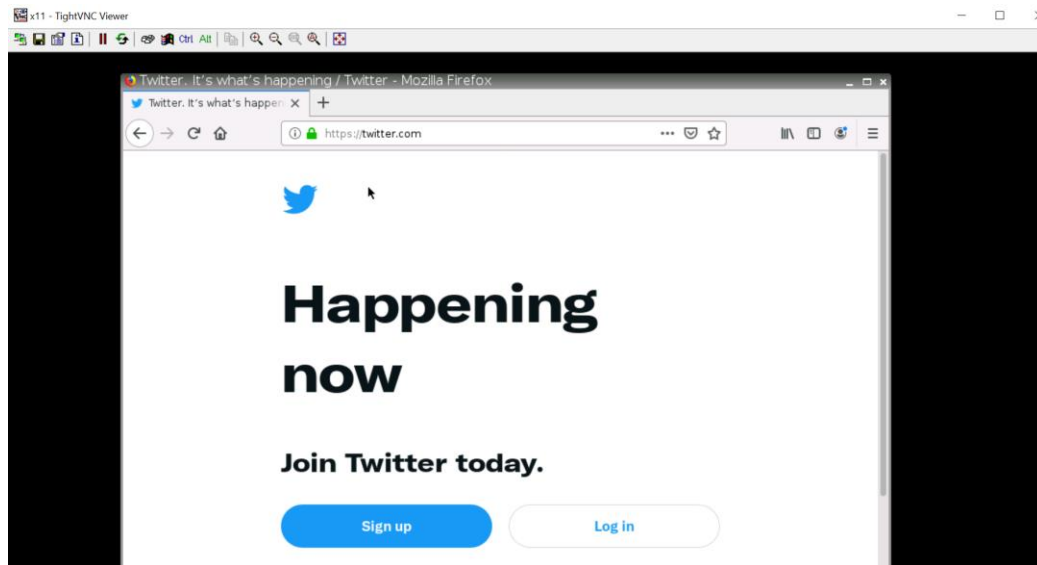 x11 - TightVNC Viewer
Ctrl Alt
Twitter. It's what's happening / Twitter - Mozilla Firefox
Twitter. It's what's happen
https://twitter.com
Happening
now
Join Twitter today.
Sign up Log in